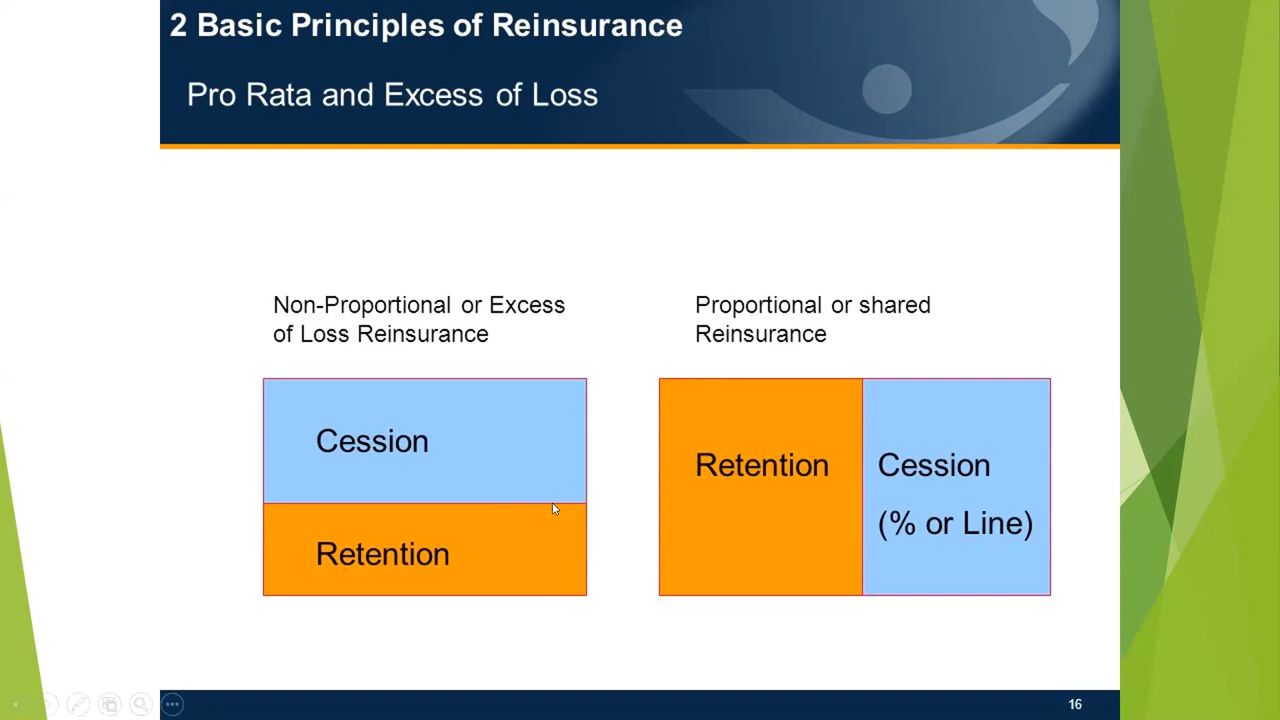 2 Basic Principles of Reinsurance
Pro Rata and Excess of Loss
Non-Proportional or Excess
of Loss Reinsurance
Cession
Retention
Proportional or shared
Reinsurance
Retention
Cession
(% or Line)
16